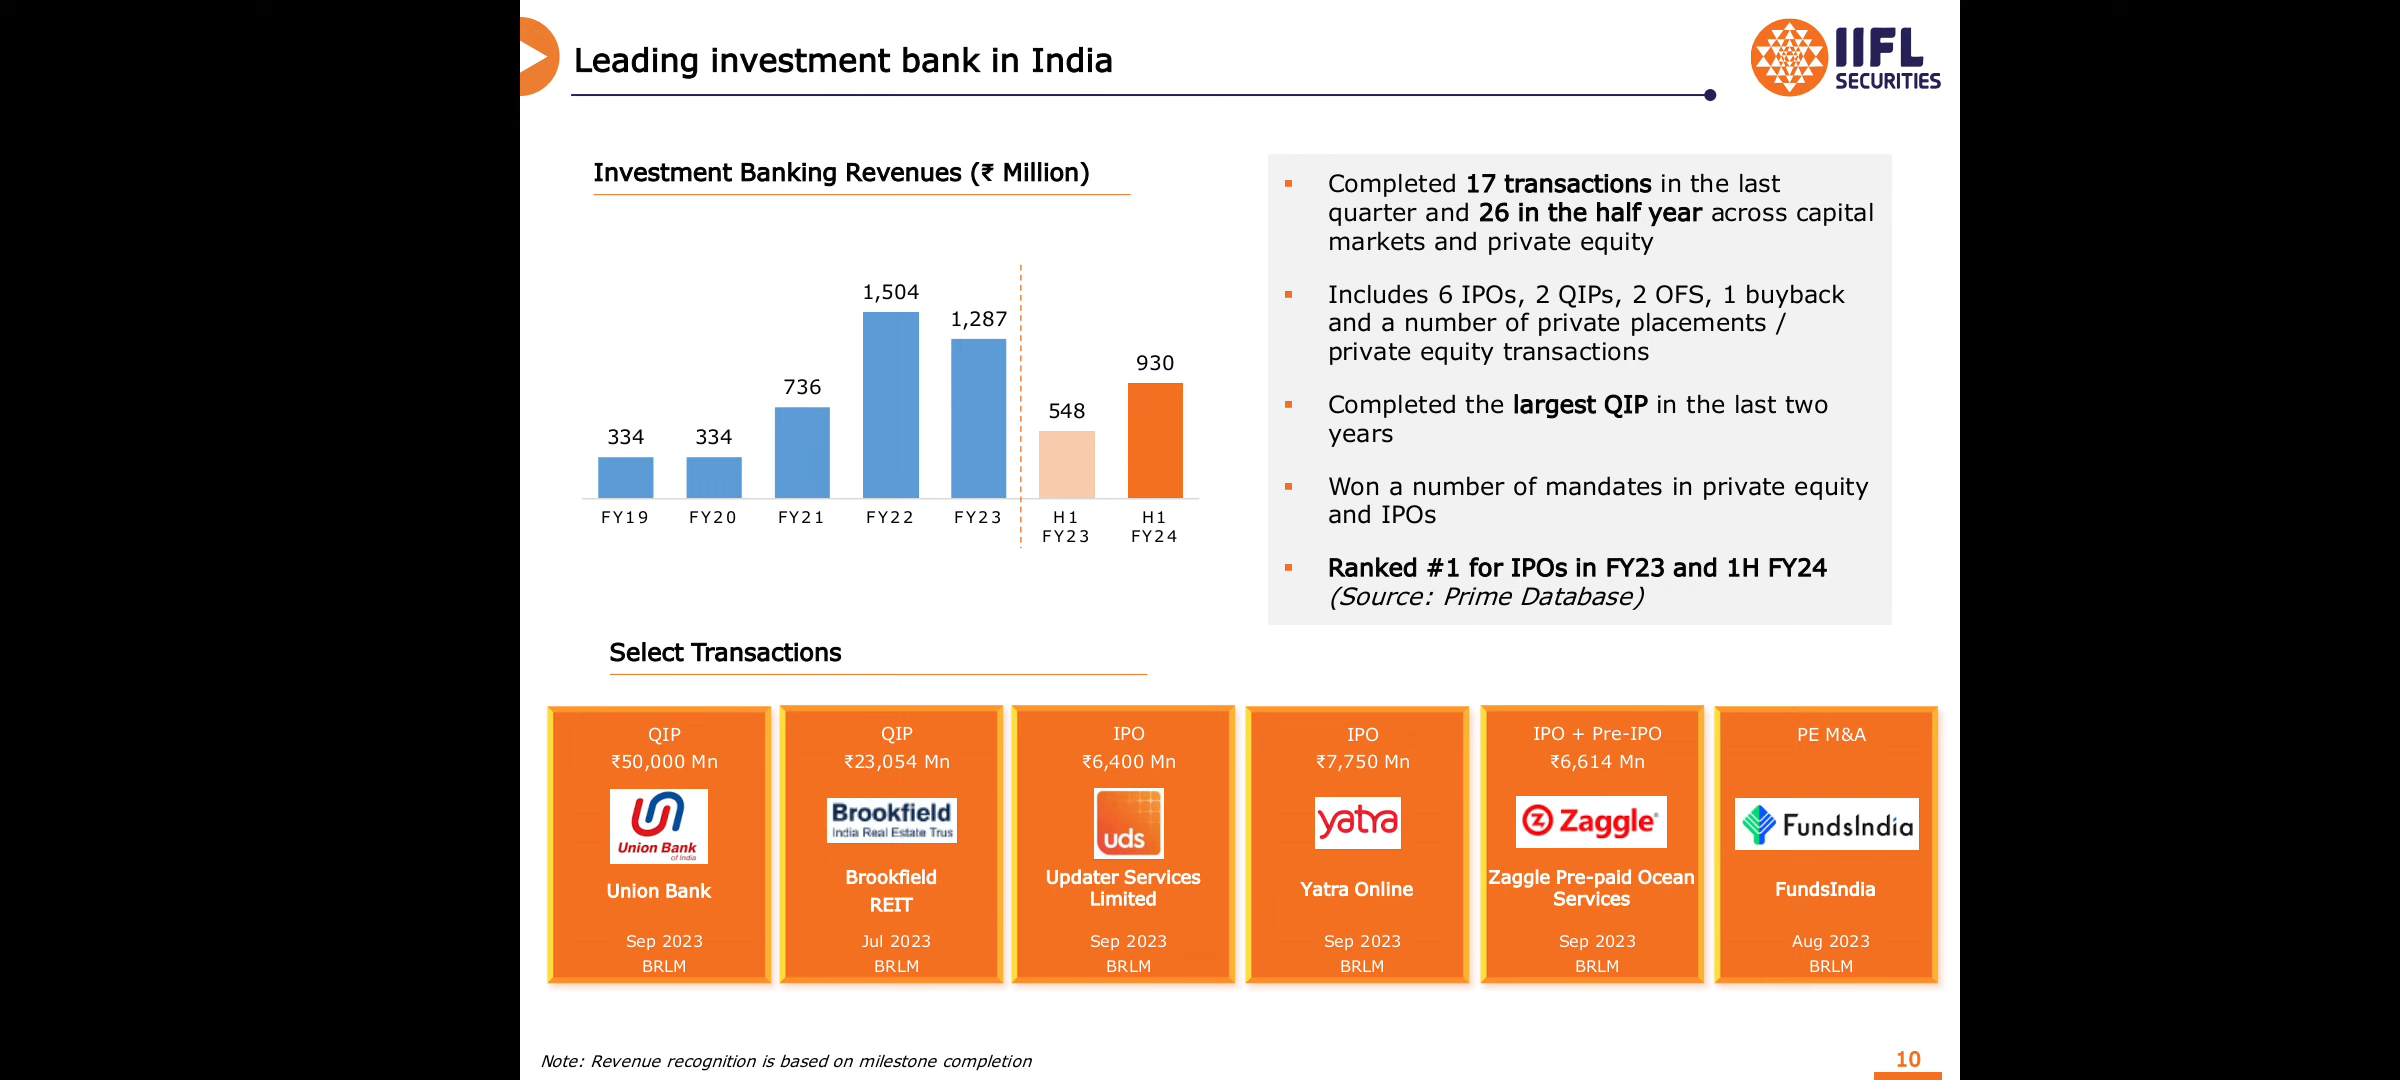 Leading investment bank in India
IIFL
SECURITIES
Investment Banking Revenues (₹ Million)
334
334
736
1,504
1,287
548
930
FY19
FY20
FY21
FY22
FY23
H1
FY23
H1
FY24
Completed 17 transactions in the last
quarter and 26 in the half year across capital
markets and private equity
Includes 6 IPOs, 2 QIPs, 2 OFS, 1 buyback
and a number of private placements /
private equity transactions
Completed the largest QIP in the last two
years
Won a number of mandates in private equity
and IPOs
Ranked #1 for IPOs in FY23 and 1H FY24
(Source: Prime Database)
Select Transactions
QIP
₹50,000 Mn
Union Bank
of India
Union Bank
Sep 2023
BRLM
QIP
₹23,054 Mn
Brookfield
India Real Estate Trus
Brookfield
REIT
Jul 2023
BRLM
IPO
₹6,400 Mn
uds
Updater Services
Limited
Sep 2023
BRLM
IPO
₹7,750 Mn
yatra
Yatra Online
Sep 2023
BRLM
IPO + Pre-IPO
₹6,614 Mn
Zaggle
Zaggle Pre-paid Ocean
Services
Sep 2023
BRLM
PE M&A
FundsIndia
FundsIndia
Aug 2023
BRLM
Note: Revenue recognition is based on milestone completion
10